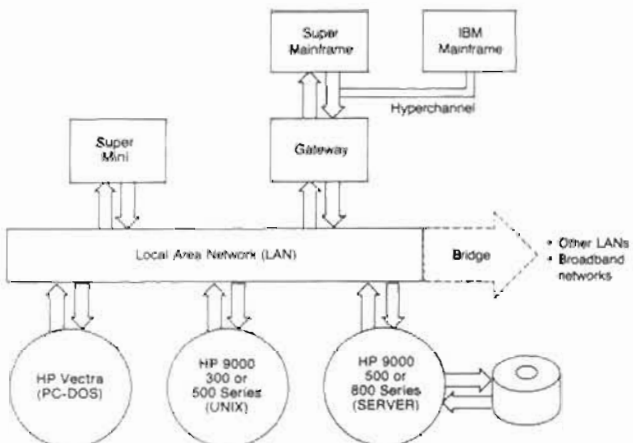 Super
Mainframe
IBM
Mainframe
Hyperchannel
Super
Mini
Gateway
Local Area Network (LAN)
Bridge
• Other LANs
• Broadband
networks
HP Vectra
(PC-DOS)
HP 9000
300 or
500 Series
(UNIX)
HP 9000
500 or
800 Series
(SERVER)